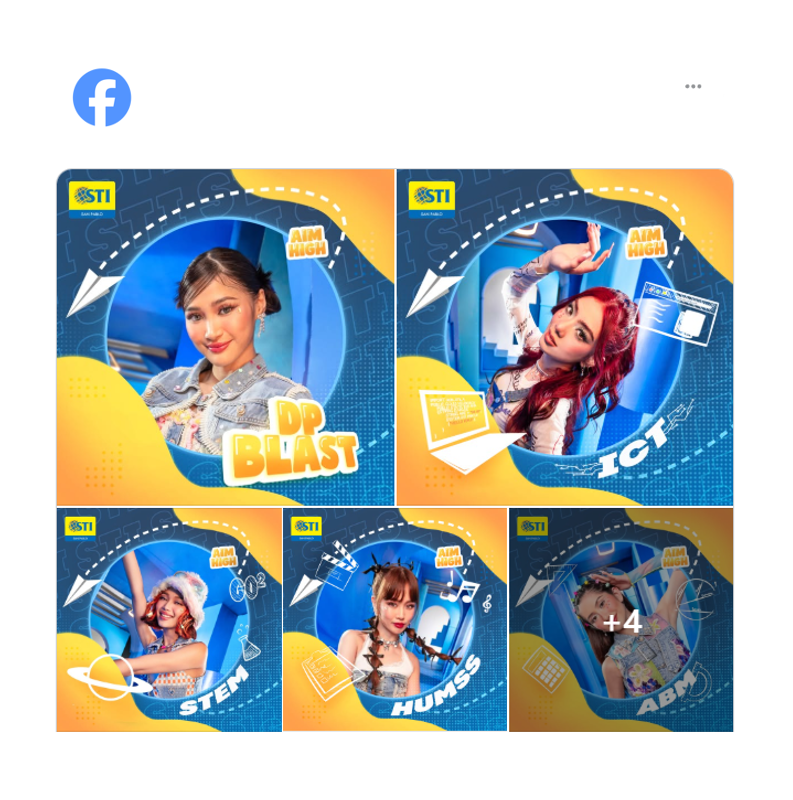 STI
SAN PABLO
AIM
HIGH
DP
BLAST
STI
SAN PABLO
AIM
HIGH
ICT
STI
AIM
HIGH
CO2
STEM
STI
AIM
HIGH
HUMSS
STI
AIM
HIGH
+4
ABM